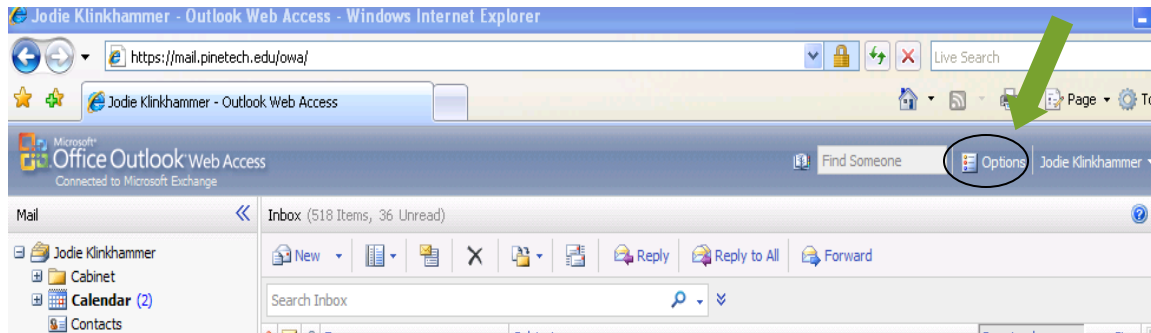 Jodie Klinkhammer - Outlook Web Access - Windows Internet Explorer
https://mail.pinetech.edu/owa/
Live Search
Jodie Klinkhammer - Outlook Web Access
Page
Microsoft
Office Outlook Web Access
Connected to Microsoft Exchange
Find Someone
Options
Jodie Klinkhammer
Mail
Inbox (518 Items, 36 Unread)
Jodie Klinkhammer
New
Reply
Reply to All
Forward
Cabinet
Calendar (2)
Search Inbox
Contacts